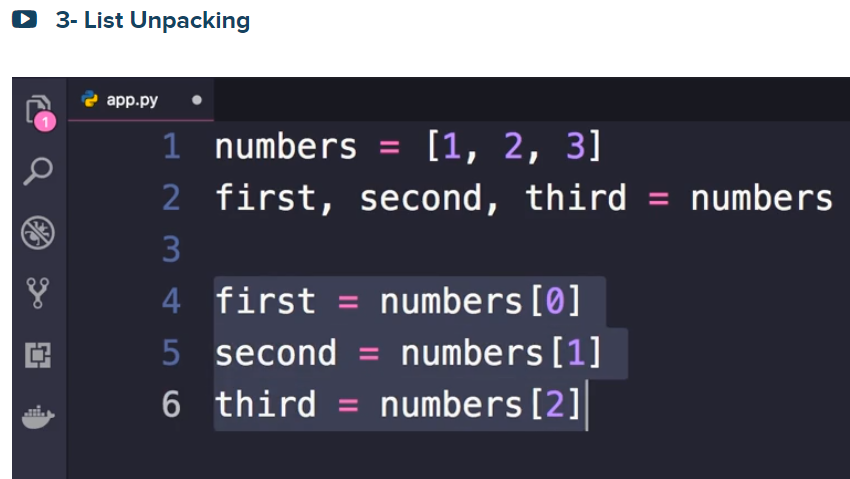 3- List Unpacking
app.py
1
1 numbers = [1, 2, 3]
2 first, second, third = numbers
3
4 first = numbers[0]
5 second = numbers[1]
6 third = numbers[2]